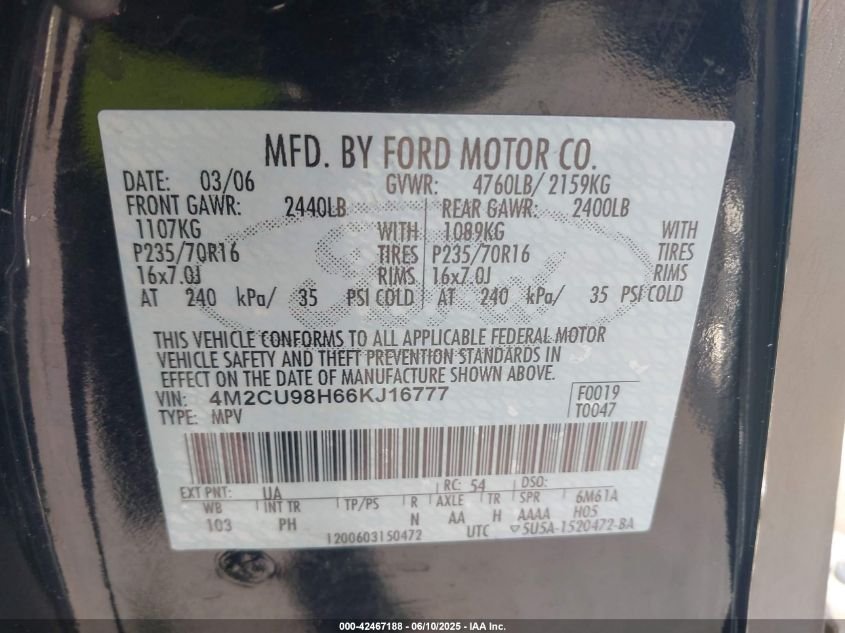 MFD. BY FORD MOTOR CO.
DATE: 03/06 GVWR: 4760LB/ 2159KG
FRONT GAWR: 2440LB REAR GAWR: 2400LB
1107KG WITH 1089KG WITH
P235/70R16 TIRES P235/70R16 TIRES
16x7.0J RIMS 16x7.0J RIMS
AT 240 kPa/ 35 PSI COLD AT 240 kPa/ 35 PSI COLD
THIS VEHICLE CONFORMS TO ALL APPLICABLE FEDERAL MOTOR
VEHICLE SAFETY AND THEFT PREVENTION STANDARDS IN
EFFECT ON THE DATE OF MANUFACTURE SHOWN ABOVE.
VIN: 4M2CU98H66KJ16777 F0019
TYPE: MPV T0047
EXT PNT: UA RC: 54 DSO:
WB INT TR TP/PS R AXLE TR SPR 6M61A
103 PH N AA H AAAA H05
1200603150472 UTC 5U5A-1520472-BA
000-42467188 - 06/10/2025 - IAA Inc.